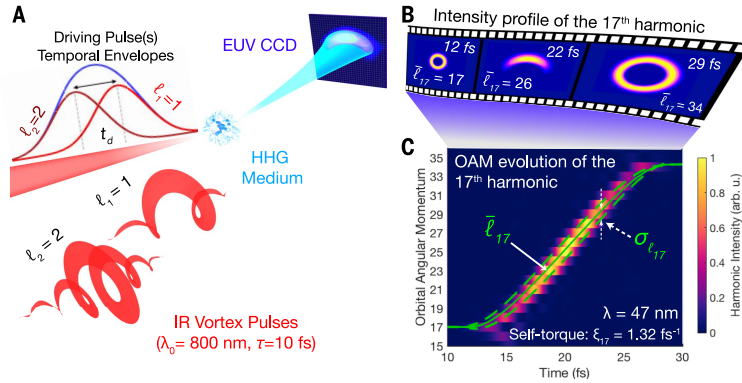 A
Driving Pulse(s)
Temporal Envelopes
ℓ₂=2
ℓ₁=1
t_d
EUV CCD
HHG
Medium
ℓ₁ = 1
ℓ₂ = 2
IR Vortex Pulses
(λ₀= 800 nm, τ=10 fs)
B
Intensity profile of the 17th harmonic
12 fs
ℓ̅₁₇ = 17
22 fs
ℓ̅₁₇ = 26
29 fs
ℓ̅₁₇ = 34
C
OAM evolution of the
17th harmonic
ℓ̅₁₇
σ_ℓ₁₇
λ = 47 nm
Self-torque: ξ₁₇ = 1.32 fs⁻¹
Orbital Angular Momentum
35
33
31
29
27
25
23
21
19
17
15
10
15
20
25
30
Time (fs)
1
0.8
0.6
0.4
0.2
0
Harmonic Intensity (arb. u.)